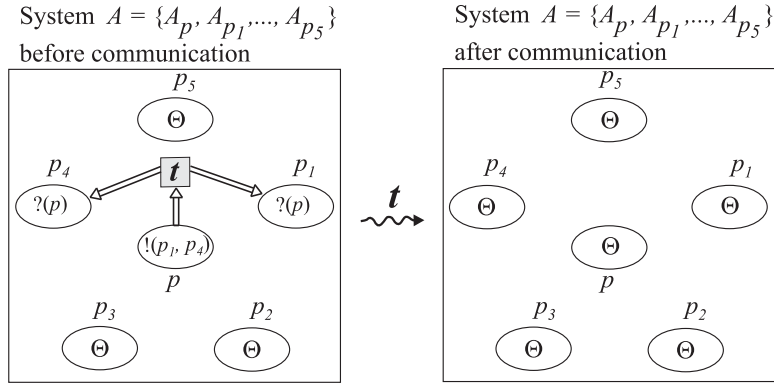 System A = {A_p, A_p₁,..., A_p₅}
before communication
p₅
Θ
p₄
t
p₁
?(p)
?(p)
!(p₁, p₄)
p
p₃
p₂
Θ
Θ
t
System A = {A_p, A_p₁,..., A_p₅}
after communication
p₅
Θ
p₄
p₁
Θ
Θ
Θ
p
p₃
p₂
Θ
Θ